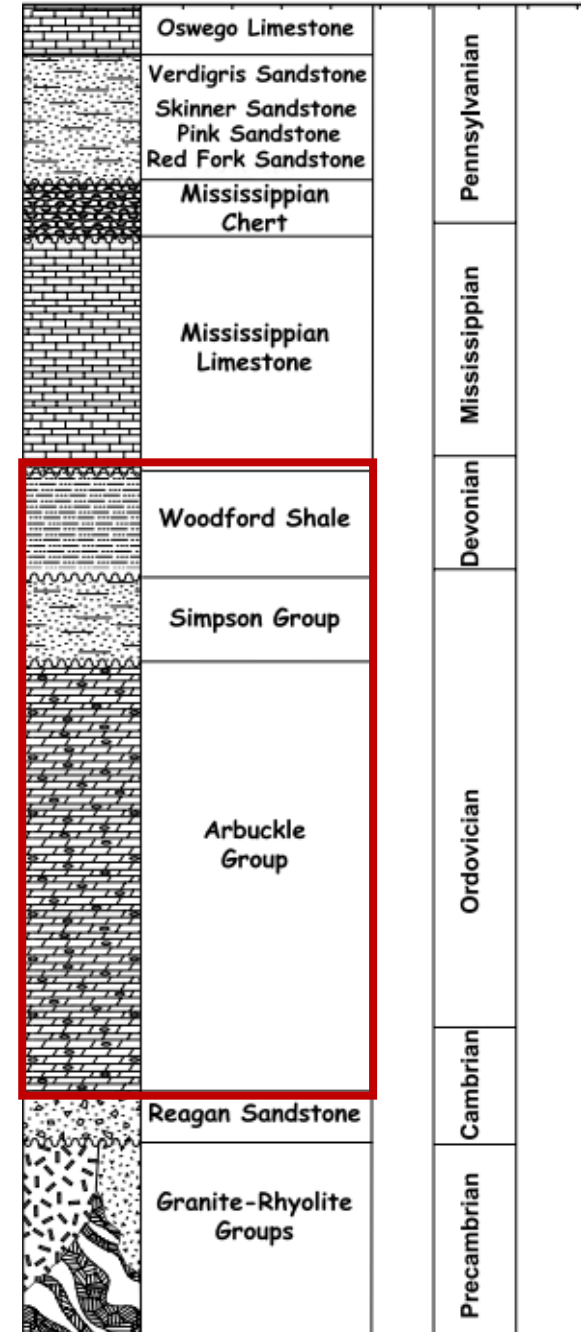 Oswego Limestone
Verdigris Sandstone
Skinner Sandstone
Pink Sandstone
Red Fork Sandstone
Mississippian
Chert
Mississippian
Limestone
Woodford Shale
Simpson Group
Arbuckle
Group
Reagan Sandstone
Granite-Rhyolite
Groups
Pennsylvanian
Mississippian
Devonian
Ordovician
Cambrian
Precambrian